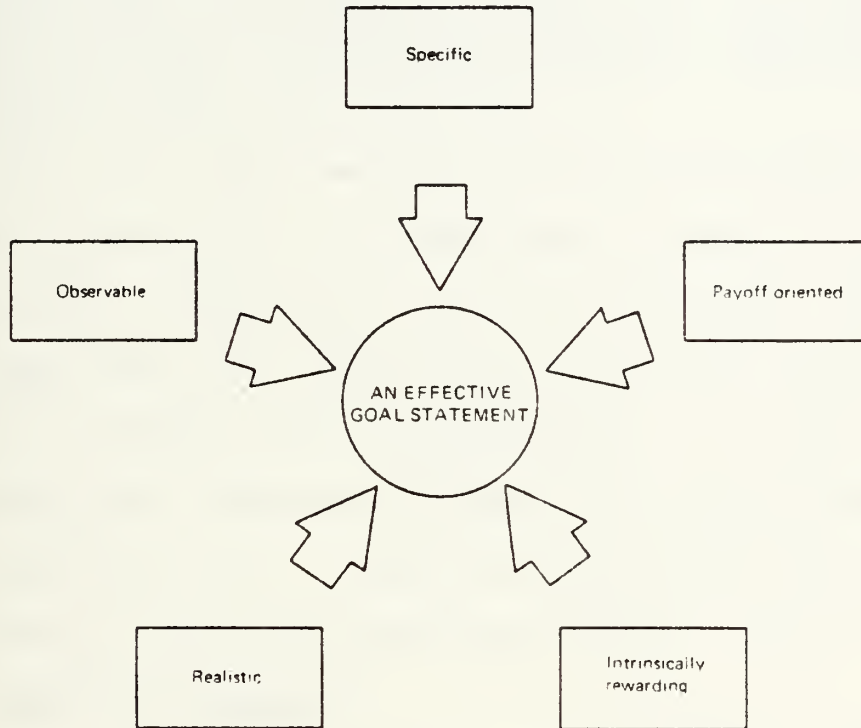 Specific
Observable
Payoff oriented
AN EFFECTIVE
GOAL STATEMENT
Realistic
Intrinsically
rewarding